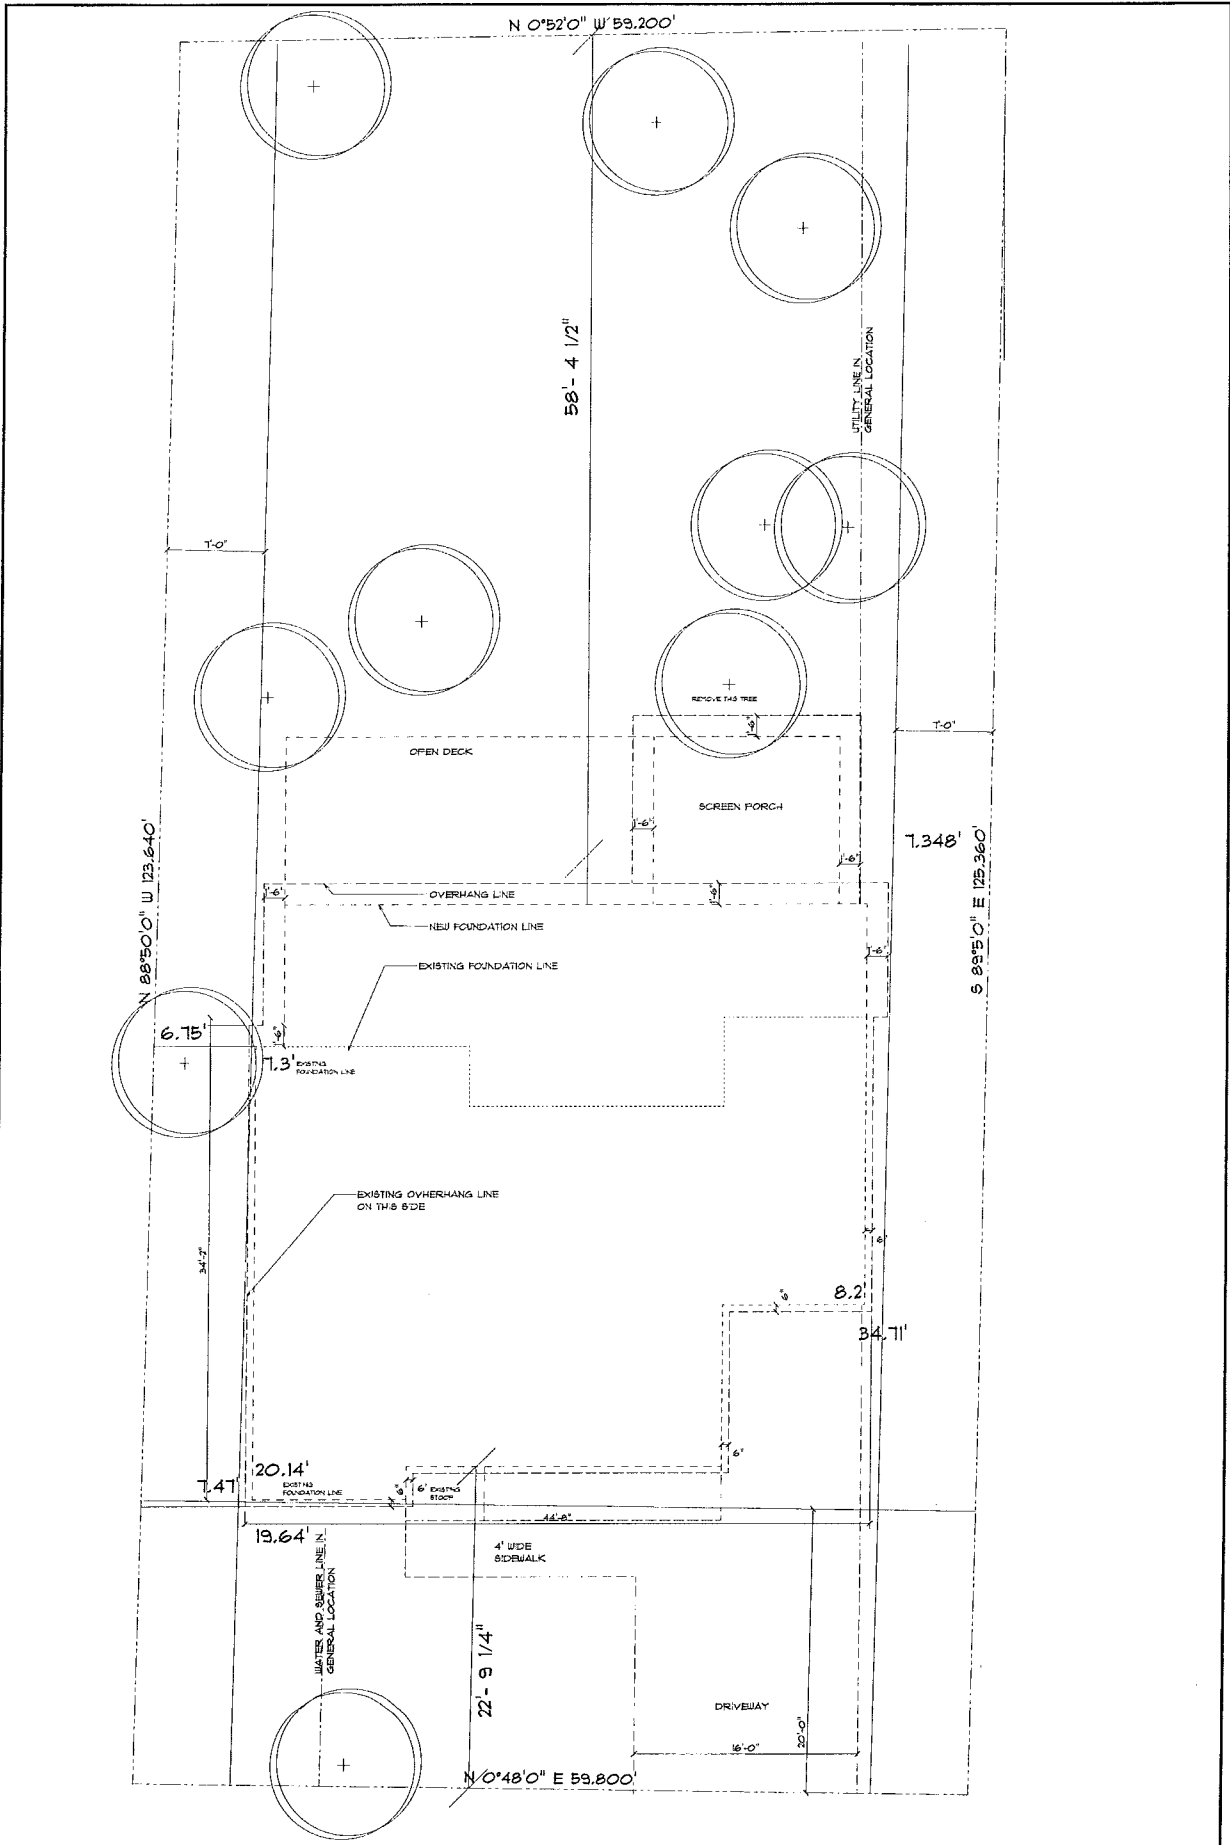 N 0°52'0" W 59.200'
58'- 4 1/2"
UTILITY LINE IN
GENERAL LOCATION
7'-0"
REMOVE THIS TREE
1'-6"
7'-0"
OPEN DECK
SCREEN PORCH
1'-6"
1'-6"
7.348'
N 88°50'0" W 123.640'
S 89°5'0" E 125.360'
1'-6"
OVERHANG LINE
1'-6"
NEW FOUNDATION LINE
1'-6"
EXISTING FOUNDATION LINE
6.75'
1'-6"
7.3'
EXISTING
FOUNDATION LINE
EXISTING OVHERHANG LINE
ON THIS SIDE
34'-2"
6"
6"
8.2'
34.71'
6"
20.14'
7.47'
EXISTING
FOUNDATION LINE
6"
6"
EXISTING
STOOP
44'-8"
19.64'
4' WIDE
SIDEWALK
WATER AND SEWER LINE IN
GENERAL LOCATION
22'- 9 1/4"
DRIVEWAY
20'-0"
16'-0"
N 0°48'0" E 59.800'